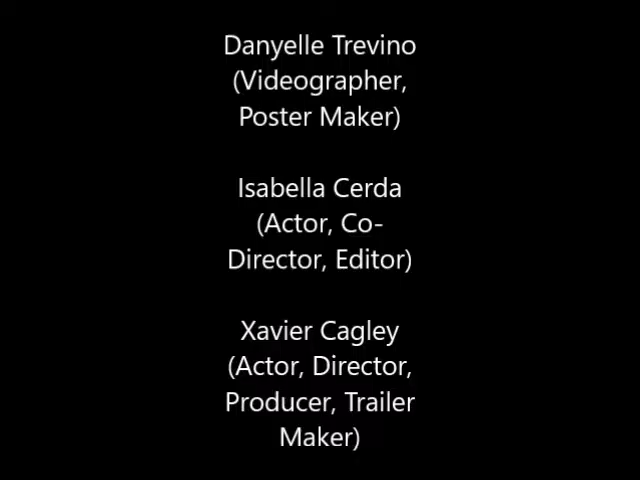 Danyelle Trevino
(Videographer,
Poster Maker)
Isabella Cerda
(Actor, Co-
Director, Editor)
Xavier Cagley
(Actor, Director,
Producer, Trailer
Maker)